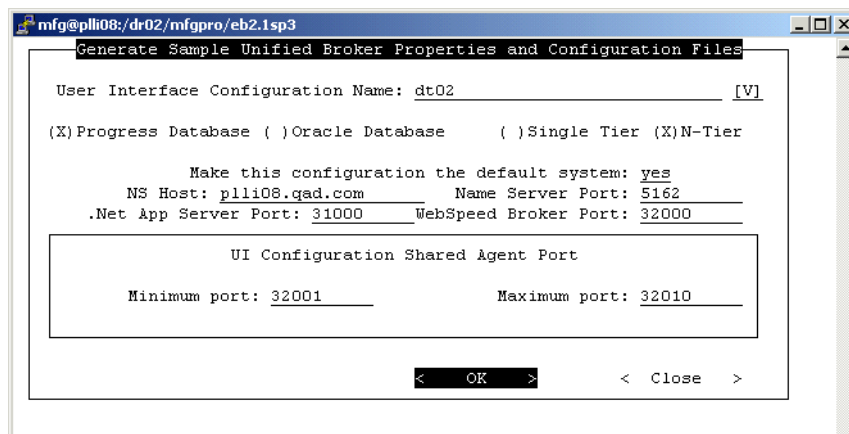 mfg@plli08:/dr02/mfgpro/eb2.1sp3
Generate Sample Unified Broker Properties and Configuration Files
User Interface Configuration Name: dt02 [V]
(X)Progress Database ( )Oracle Database ( )Single Tier (X)N-Tier
Make this configuration the default system: yes
NS Host: plli08.qad.com Name Server Port: 5162
.Net App Server Port: 31000 WebSpeed Broker Port: 32000
UI Configuration Shared Agent Port
Minimum port: 32001 Maximum port: 32010
< OK > < Close >